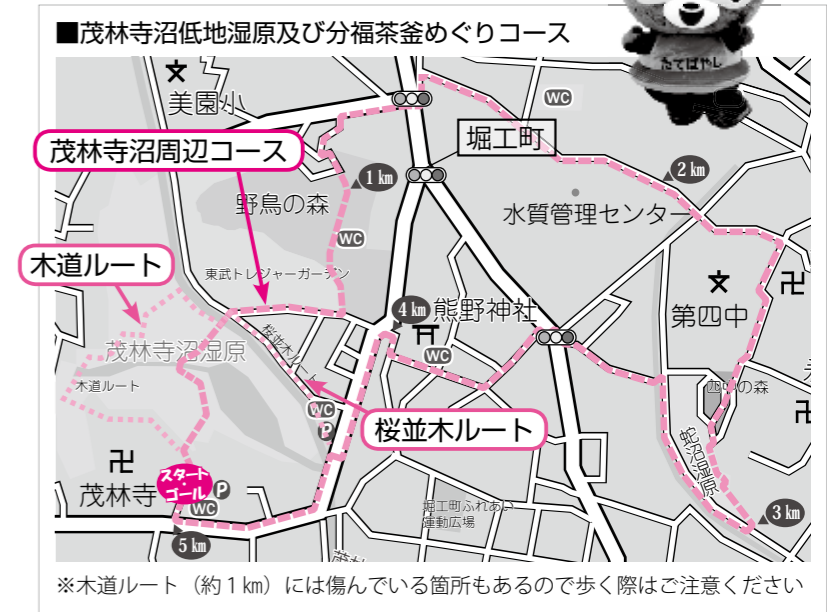 ■茂林寺沼低地湿原及び分福茶釜めぐりコース
たてばやし
美園小
WC
堀工町
茂林寺沼周辺コース
1㎞
2㎞
野鳥の森
水質管理センター
WC
木道ルート
東武トレジャーガーデン
4㎞
熊野神社
第四中
桜並木ルート
茂林寺沼湿原
WC
木道ルート
四中の森
WC
P
桜並木ルート
茂林寺
スタート・
ゴール
P
WC
堀工町ふれあい
運動広場
3㎞
5㎞
※木道ルート（約１㎞）には傷んでいる箇所もあるので歩く際はご注意ください